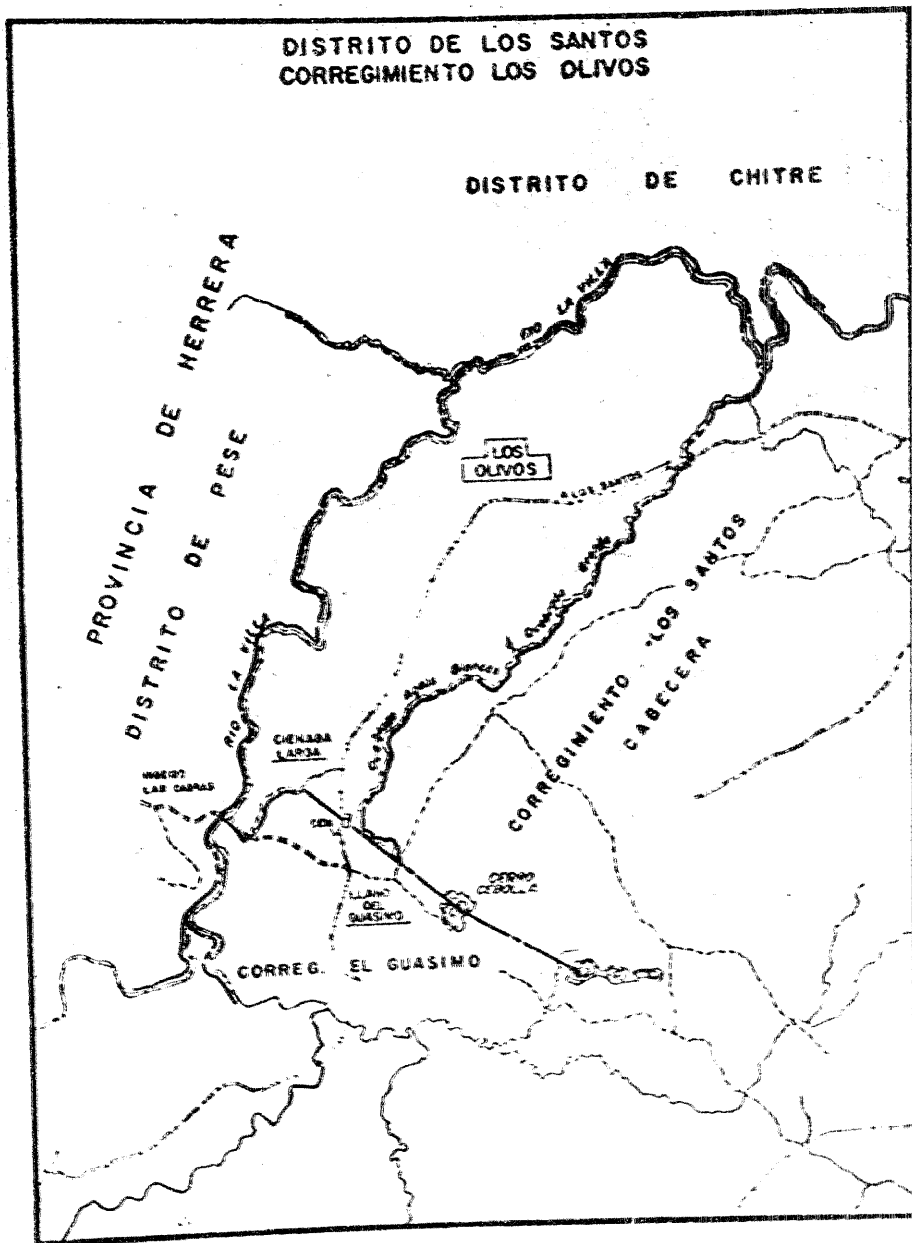 DISTRITO DE LOS SANTOS
CORREGIMIENTO LOS OLIVOS
DISTRITO DE CHITRE
PROVINCIA DE HERRERA
DISTRITO DE PESE
RIO LA VILLA
LOS
OLIVOS
A LOS SANTOS
RIO LA VILLA
CIENAGA
LARGA
LAS CABRAS
CORREGIMIENTO LOS SANTOS
CABECERA
CERRO
CEBOLLA
LLANO
DEL
GUASIMO
CORREG. EL GUASIMO